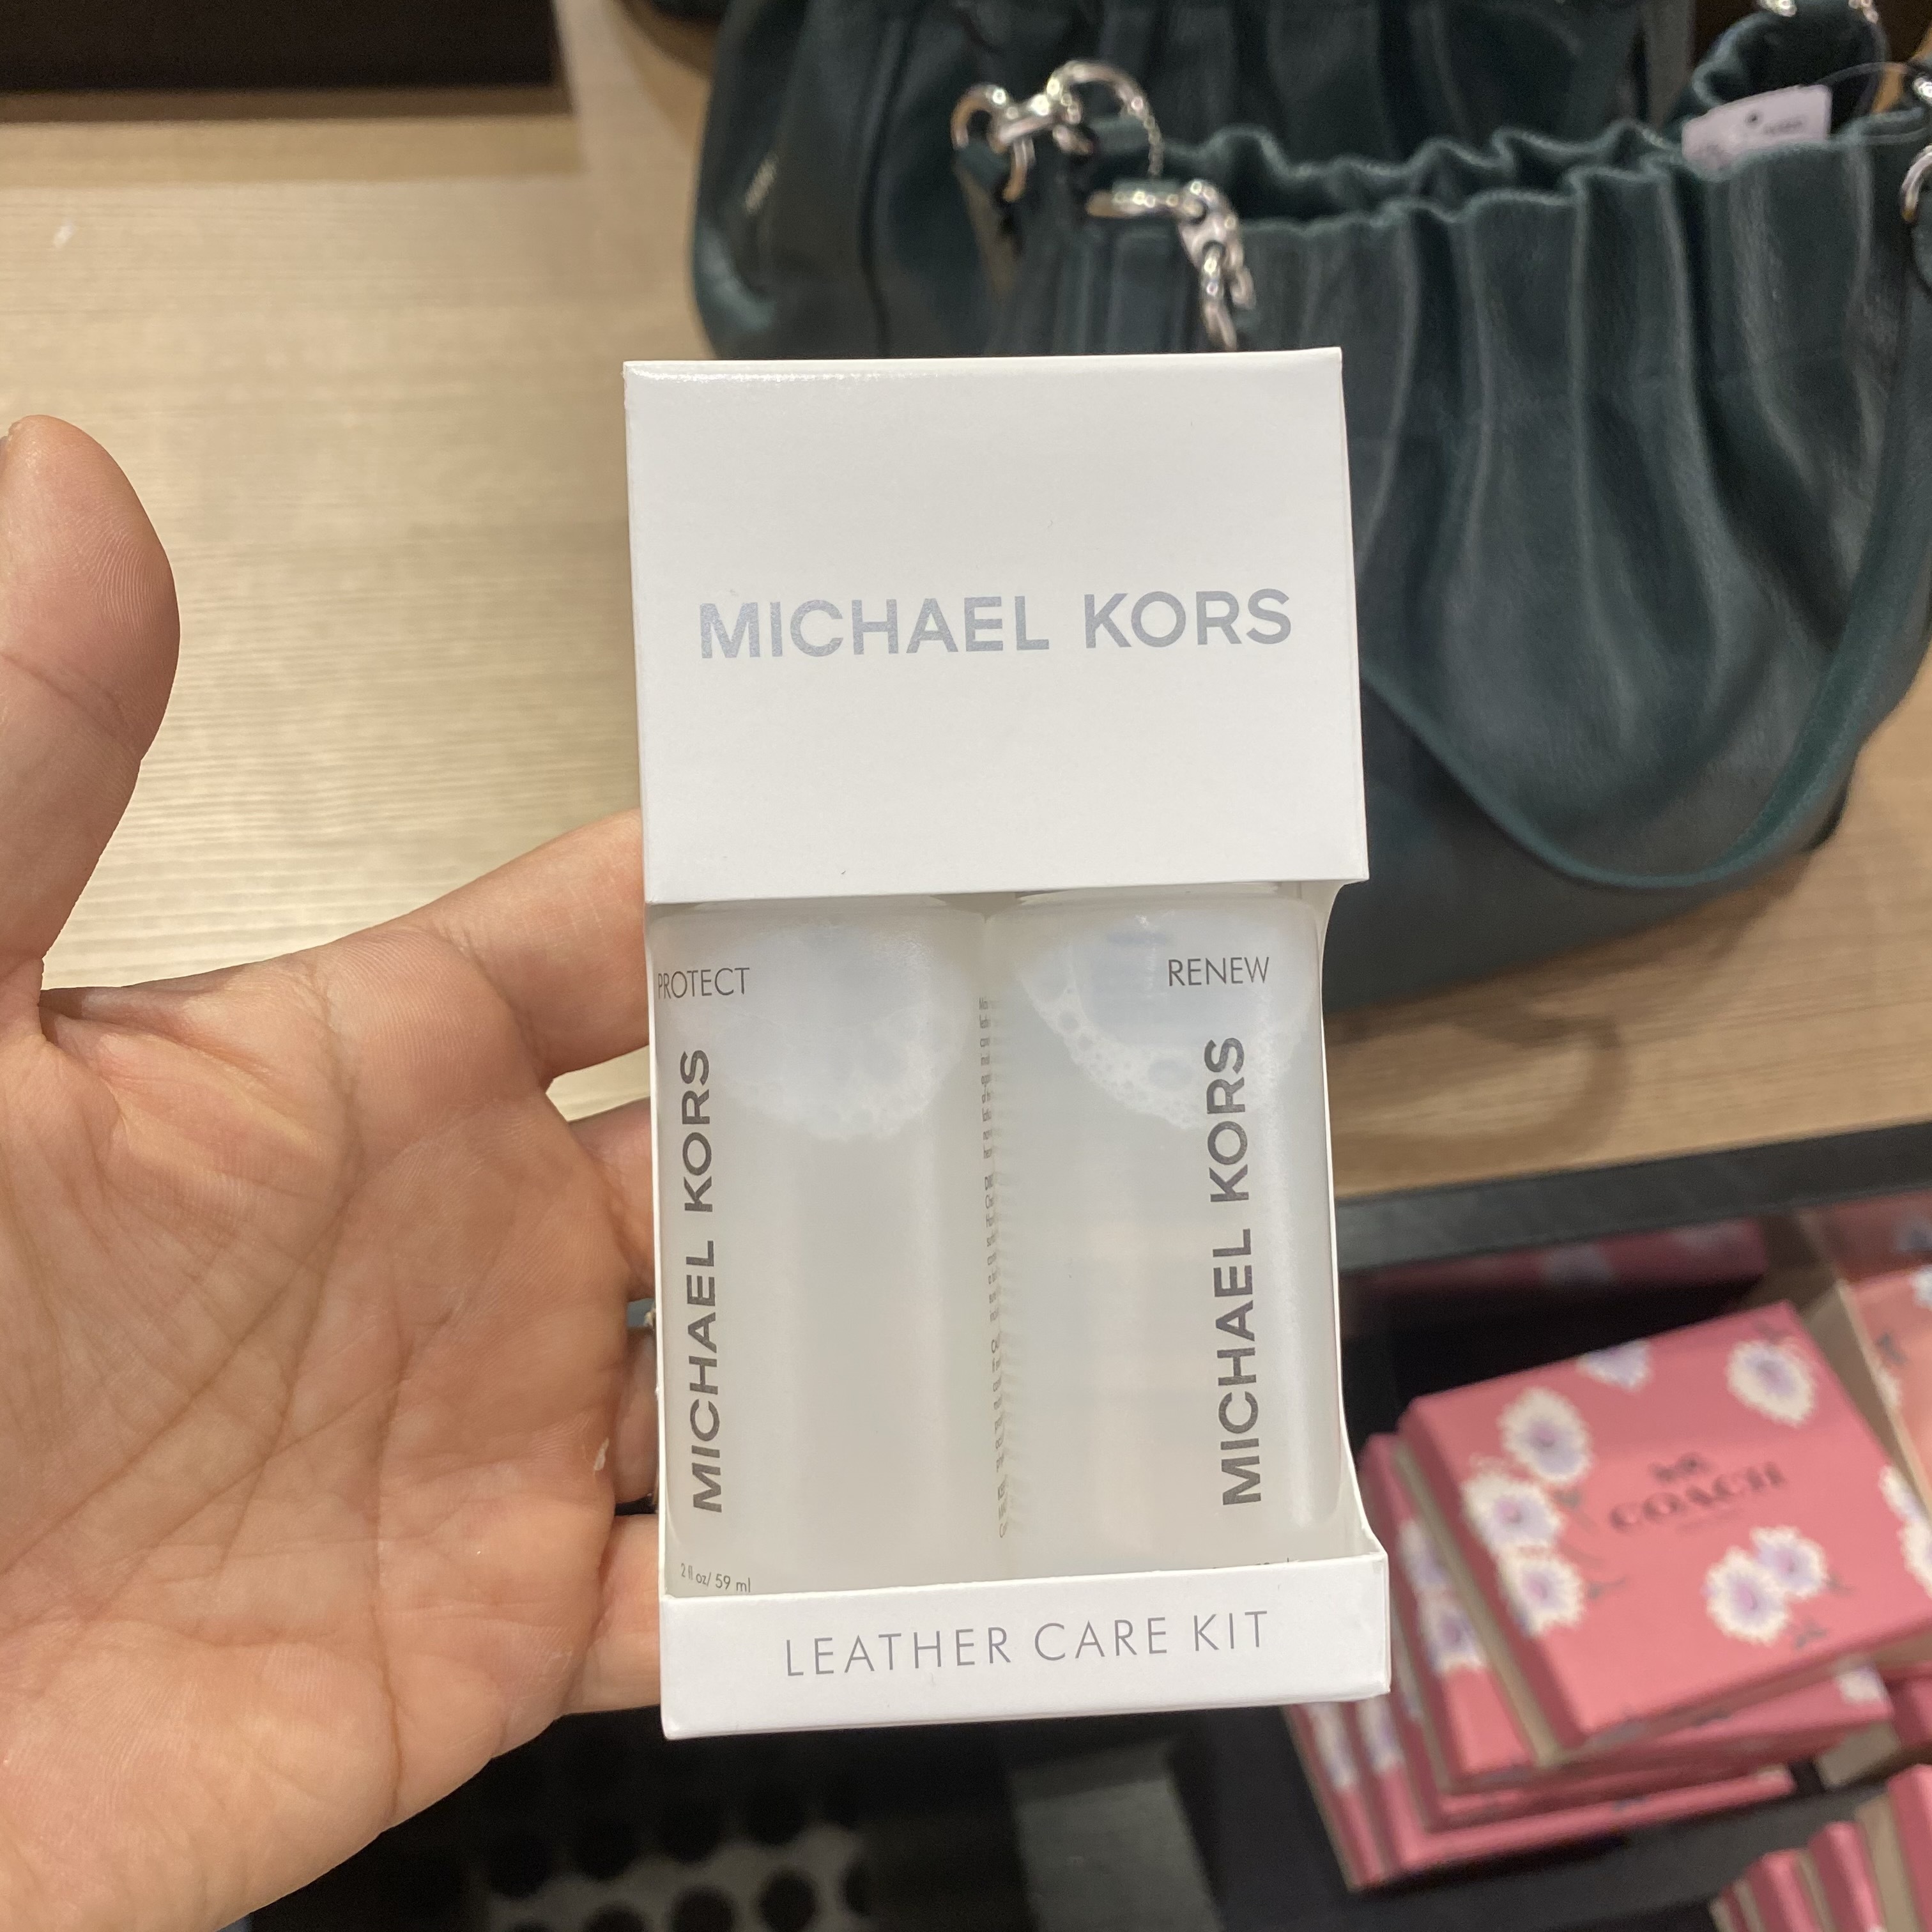 MICHAEL KORS
PROTECT
MICHAEL KORS
2 fl oz/ 59 ml
RENEW
MICHAEL KORS
LEATHER CARE KIT
COACH